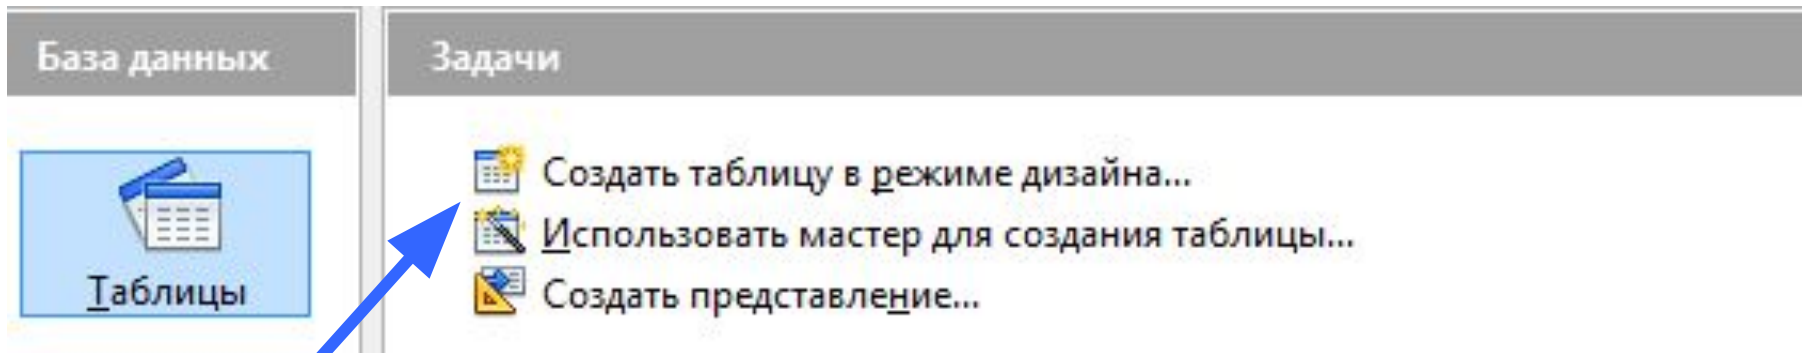 База данных
Задачи
Таблицы
Создать таблицу в режиме дизайна...
Использовать мастер для создания таблицы...
Создать представление...